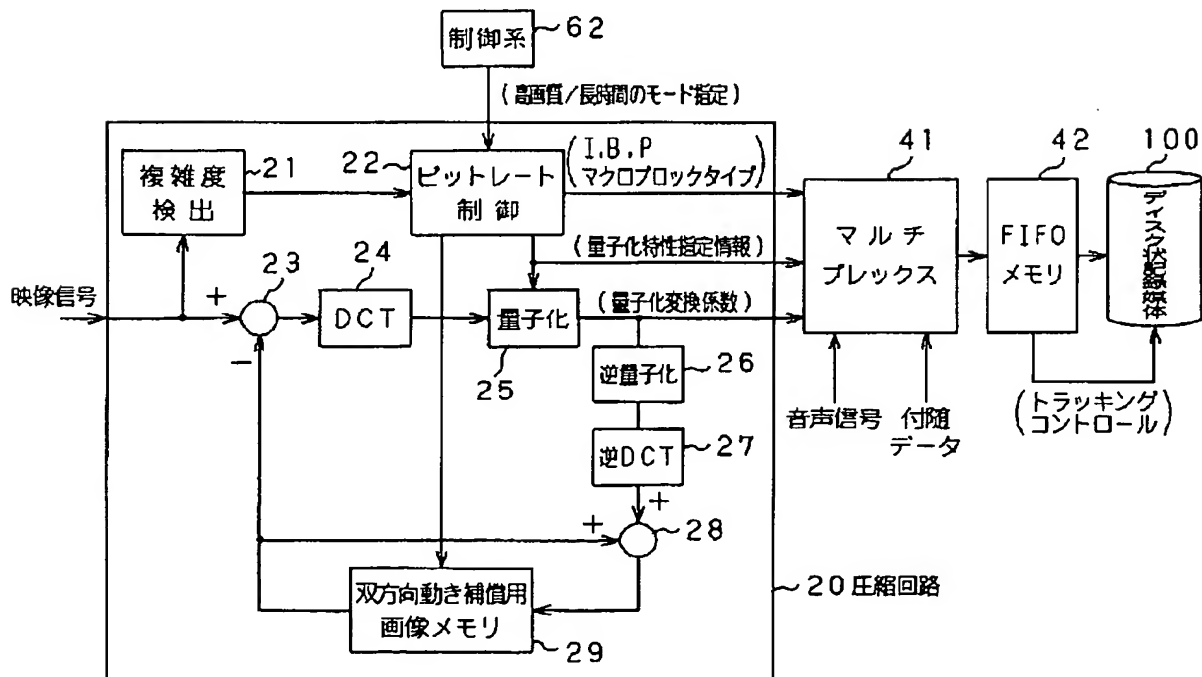 制御系
62
(高画質/長時間のモード指定)
複雑度
検出
21
22
ビットレート
制御
(I.B.P
マクロブロックタイプ)
(量子化特性指定情報)
(量子化変換係数)
映像信号
+
23
-
24
DCT
量子化
25
逆量子化
26
逆DCT
27
+
+
28
双方向動き補償用
画像メモリ
29
20圧縮回路
41
マルチ
プレックス
音声信号
付随
データ
42
FIFO
メモリ
(トラッキング
コントロール)
100
ディスク状記録媒体